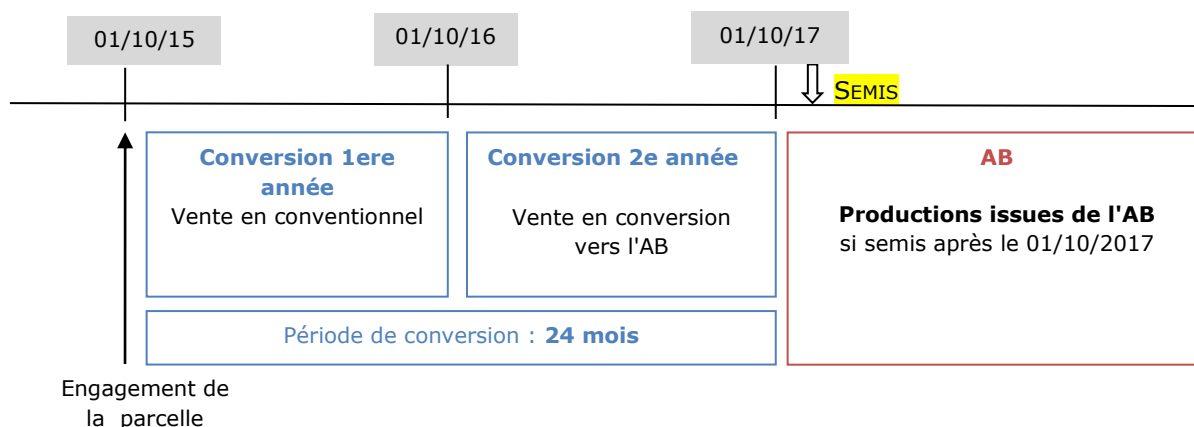 01/10/15
01/10/16
01/10/17
SEMIS
Conversion 1ere
année
Vente en conventionnel
Conversion 2e année
Vente en conversion
vers l'AB
AB
Productions issues de l'AB
si semis après le 01/10/2017
Période de conversion : 24 mois
Engagement de
la parcelle